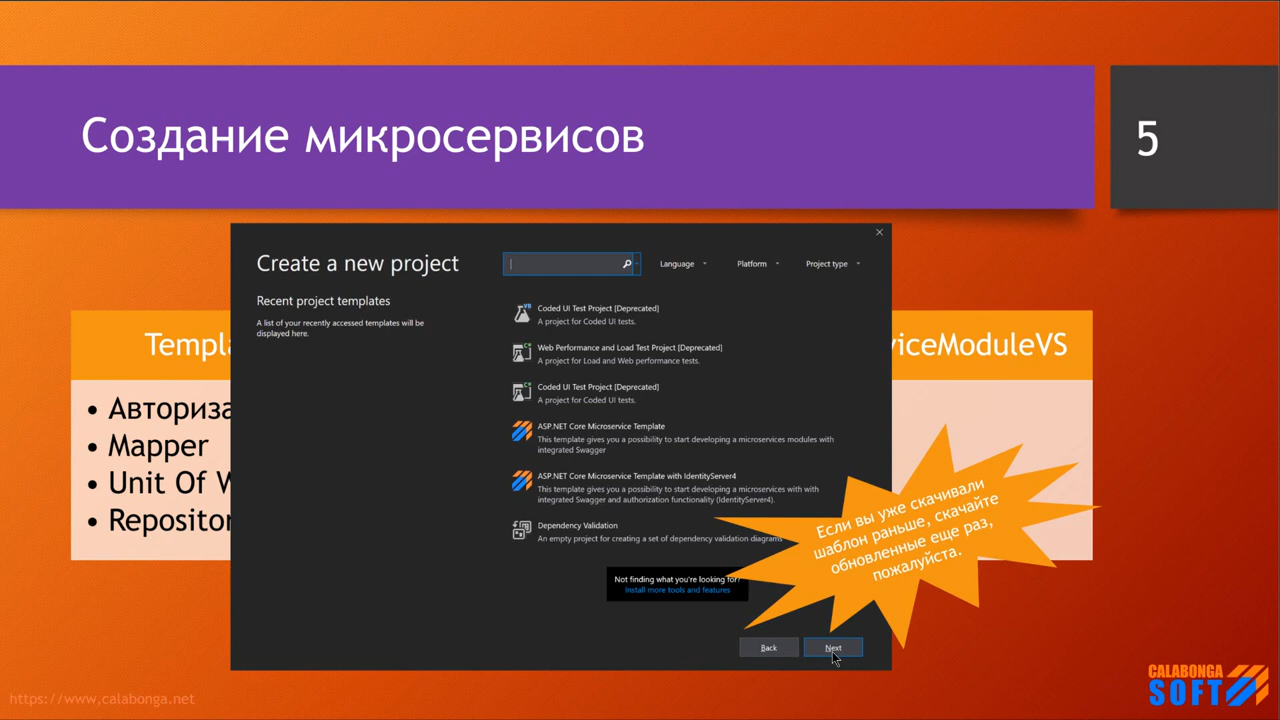 Создание микросервисов
5
Create a new project
Language
Platform
Project type
Recent project templates
A list of your recently accessed templates will be
displayed here.
Coded UI Test Project [Deprecated]
A project for Coded UI tests.
Web Performance and Load Test Project [Deprecated]
A project for Load and Web performance tests.
Coded UI Test Project [Deprecated]
A project for Coded UI tests.
ASP.NET Core Microservice Template
This template gives you a possibility to start developing a microservices modules with
integrated Swagger
ASP.NET Core Microservice Template with IdentityServer4
This template gives you a possibility to start developing a microservices with with
integrated Swagger and authorization functionality (IdentityServer4).
Dependency Validation
An empty project for creating a set of dependency validation diagrams
Not finding what you're looking for?
Install more tools and features
Back
Next
Templ
viceModuleVS
• Авториза
• Mapper
• Unit Of W
• Repositor
Если вы уже скачивали
шаблон раньше, скачайте
обновленные еще раз,
пожалуйста.
https://www.calabonga.net
CALABONGA
SOFT